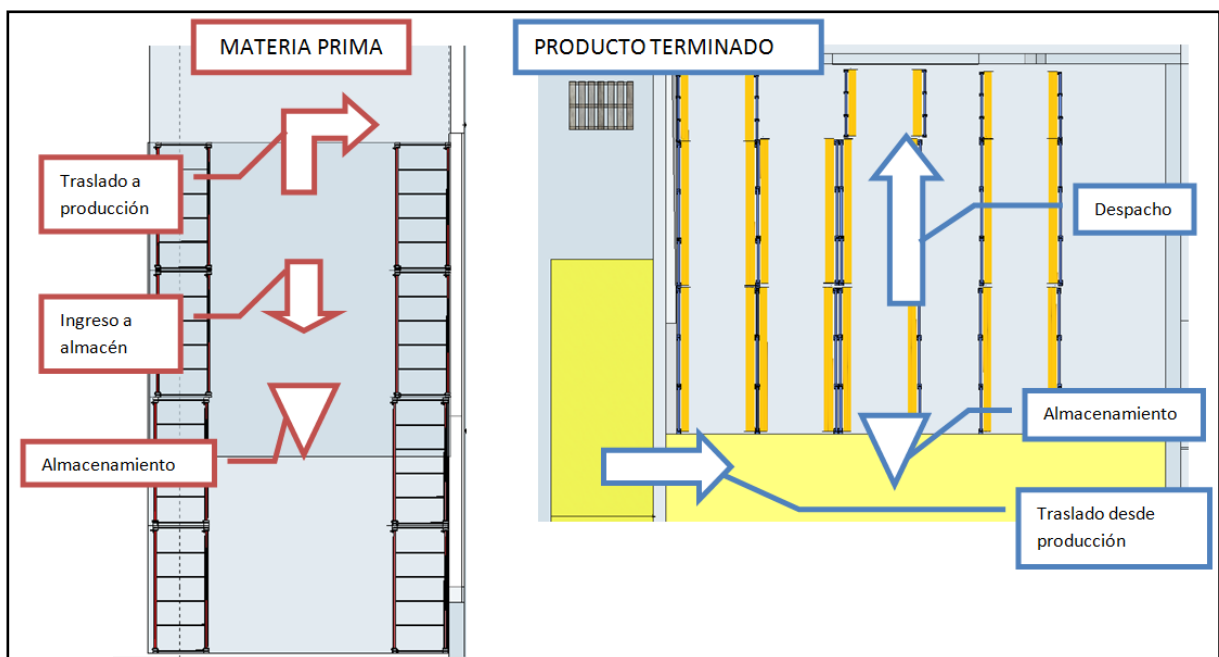 MATERIA PRIMA
Traslado a
producción
Ingreso a
almacén
Almacenamiento
PRODUCTO TERMINADO
Despacho
Almacenamiento
Traslado desde
producción